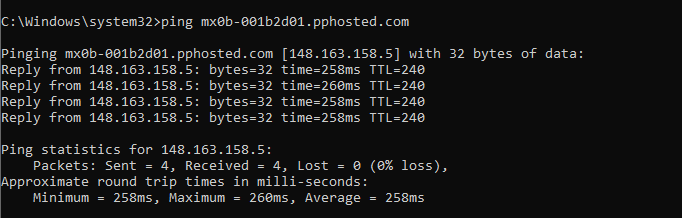 C:\Windows\system32>ping mx0b-001b2d01.pphosted.com
Pinging mx0b-001b2d01.pphosted.com [148.163.158.5] with 32 bytes of data:
Reply from 148.163.158.5: bytes=32 time=258ms TTL=240
Reply from 148.163.158.5: bytes=32 time=260ms TTL=240
Reply from 148.163.158.5: bytes=32 time=258ms TTL=240
Reply from 148.163.158.5: bytes=32 time=258ms TTL=240
Ping statistics for 148.163.158.5:
    Packets: Sent = 4, Received = 4, Lost = 0 (0% loss),
Approximate round trip times in milli-seconds:
    Minimum = 258ms, Maximum = 260ms, Average = 258ms